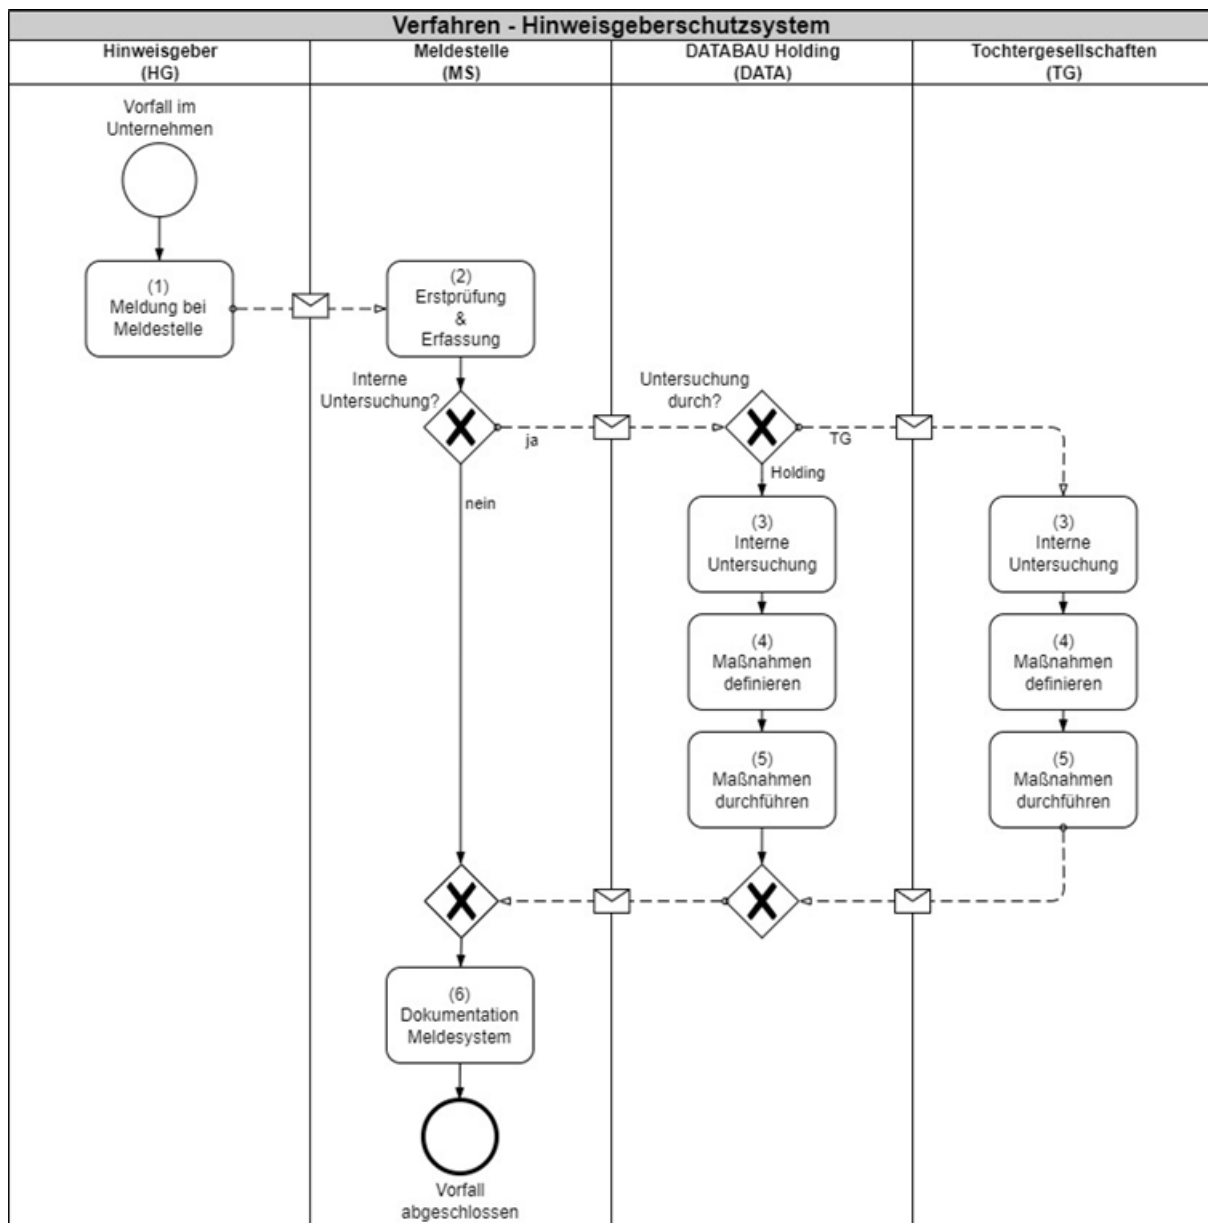 Verfahren - Hinweisgeberschutzsystem
Hinweisgeber
(HG)
Meldestelle
(MS)
DATABAU Holding
(DATA)
Tochtergesellschaften
(TG)
Vorfall im
Unternehmen
(1)
Meldung bei
Meldestelle
(2)
Erstprüfung
&
Erfassung
Interne
Untersuchung?
ja
nein
Untersuchung
durch?
TG
Holding
(3)
Interne
Untersuchung
(3)
Interne
Untersuchung
(4)
Maßnahmen
definieren
(4)
Maßnahmen
definieren
(5)
Maßnahmen
durchführen
(5)
Maßnahmen
durchführen
(6)
Dokumentation
Meldesystem
Vorfall
abgeschlossen